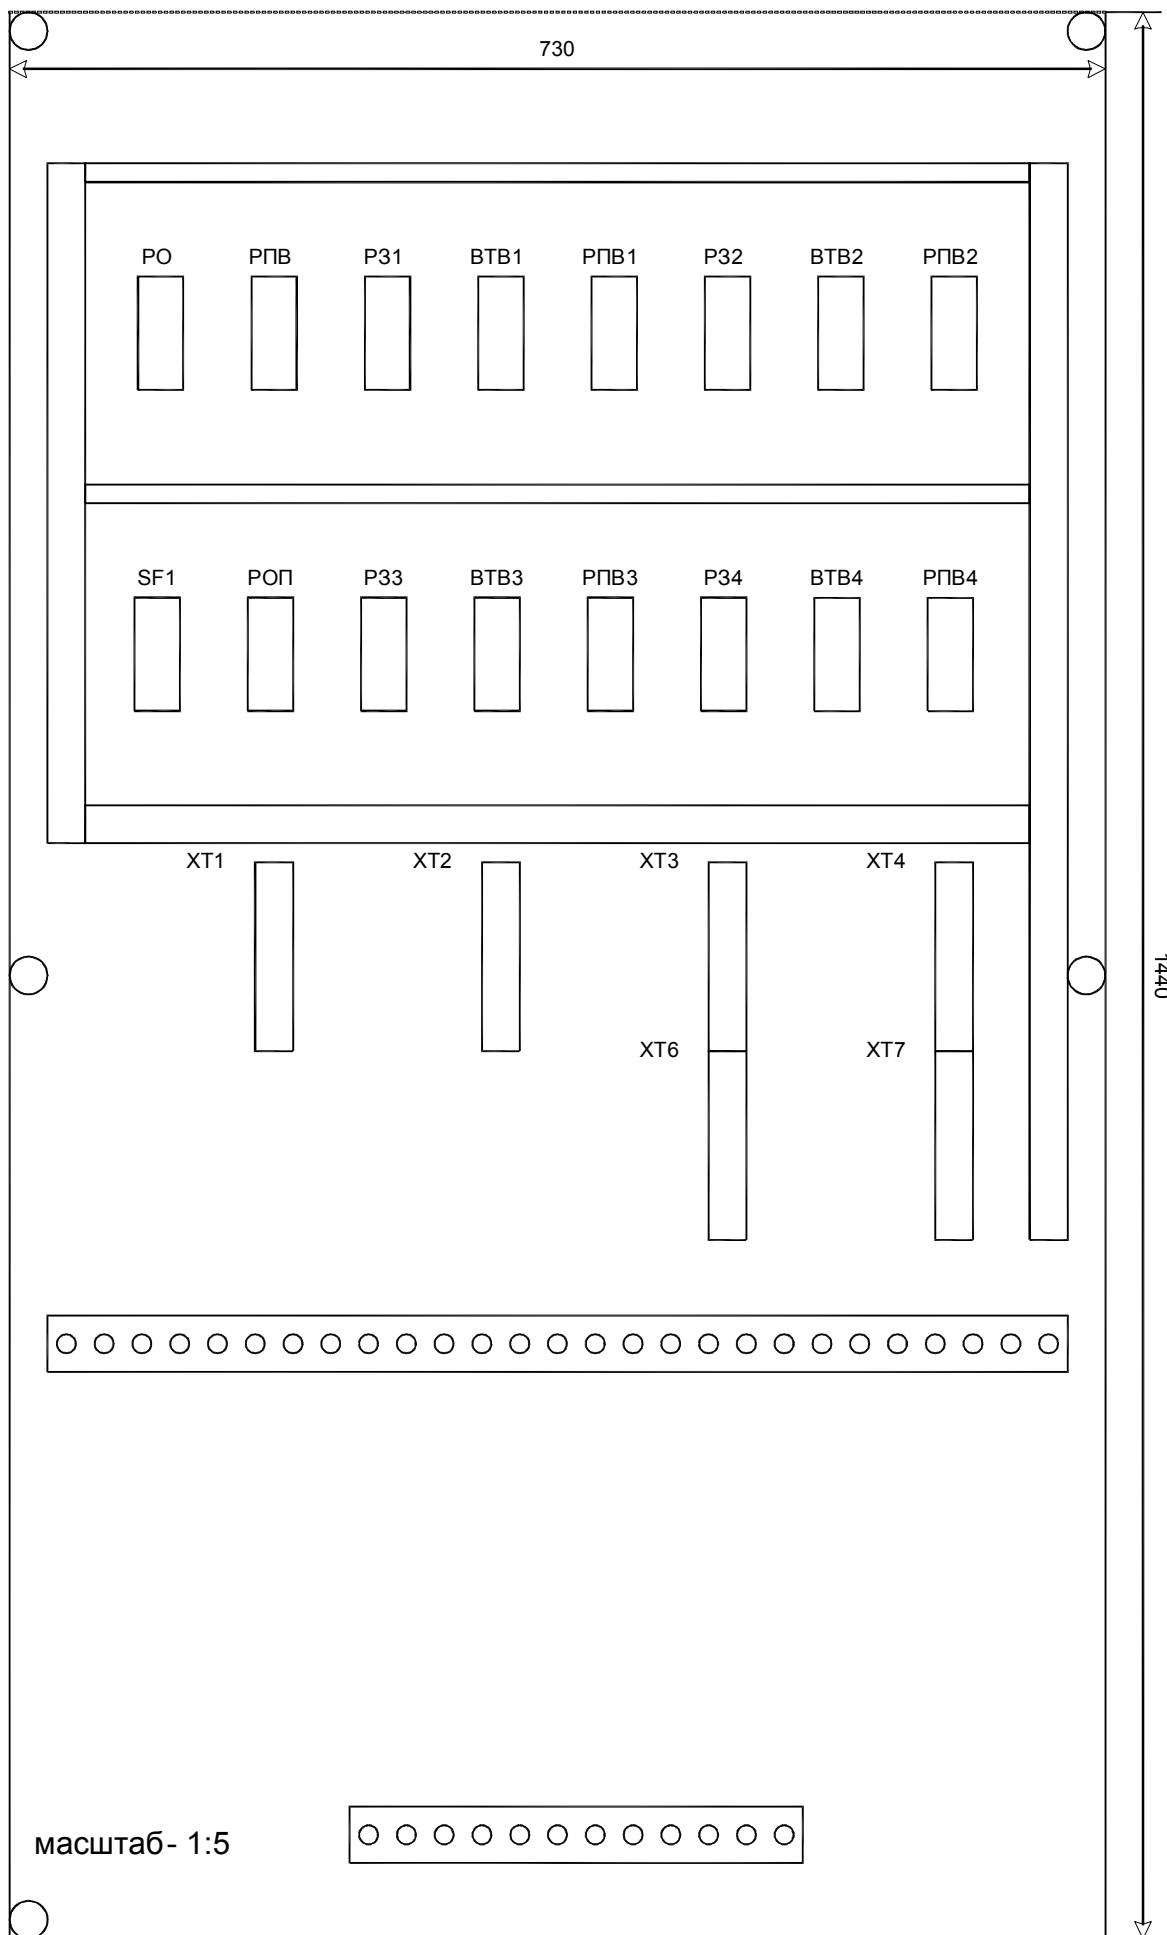 730
РО РПВ РЗ1 ВТВ1 РПВ1 РЗ2 ВТВ2 РПВ2
SF1 РОП РЗ3 ВТВ3 РПВ3 РЗ4 ВТВ4 РПВ4
XT1 XT2 XT3 XT4
1440
XT6 XT7
масштаб - 1:5